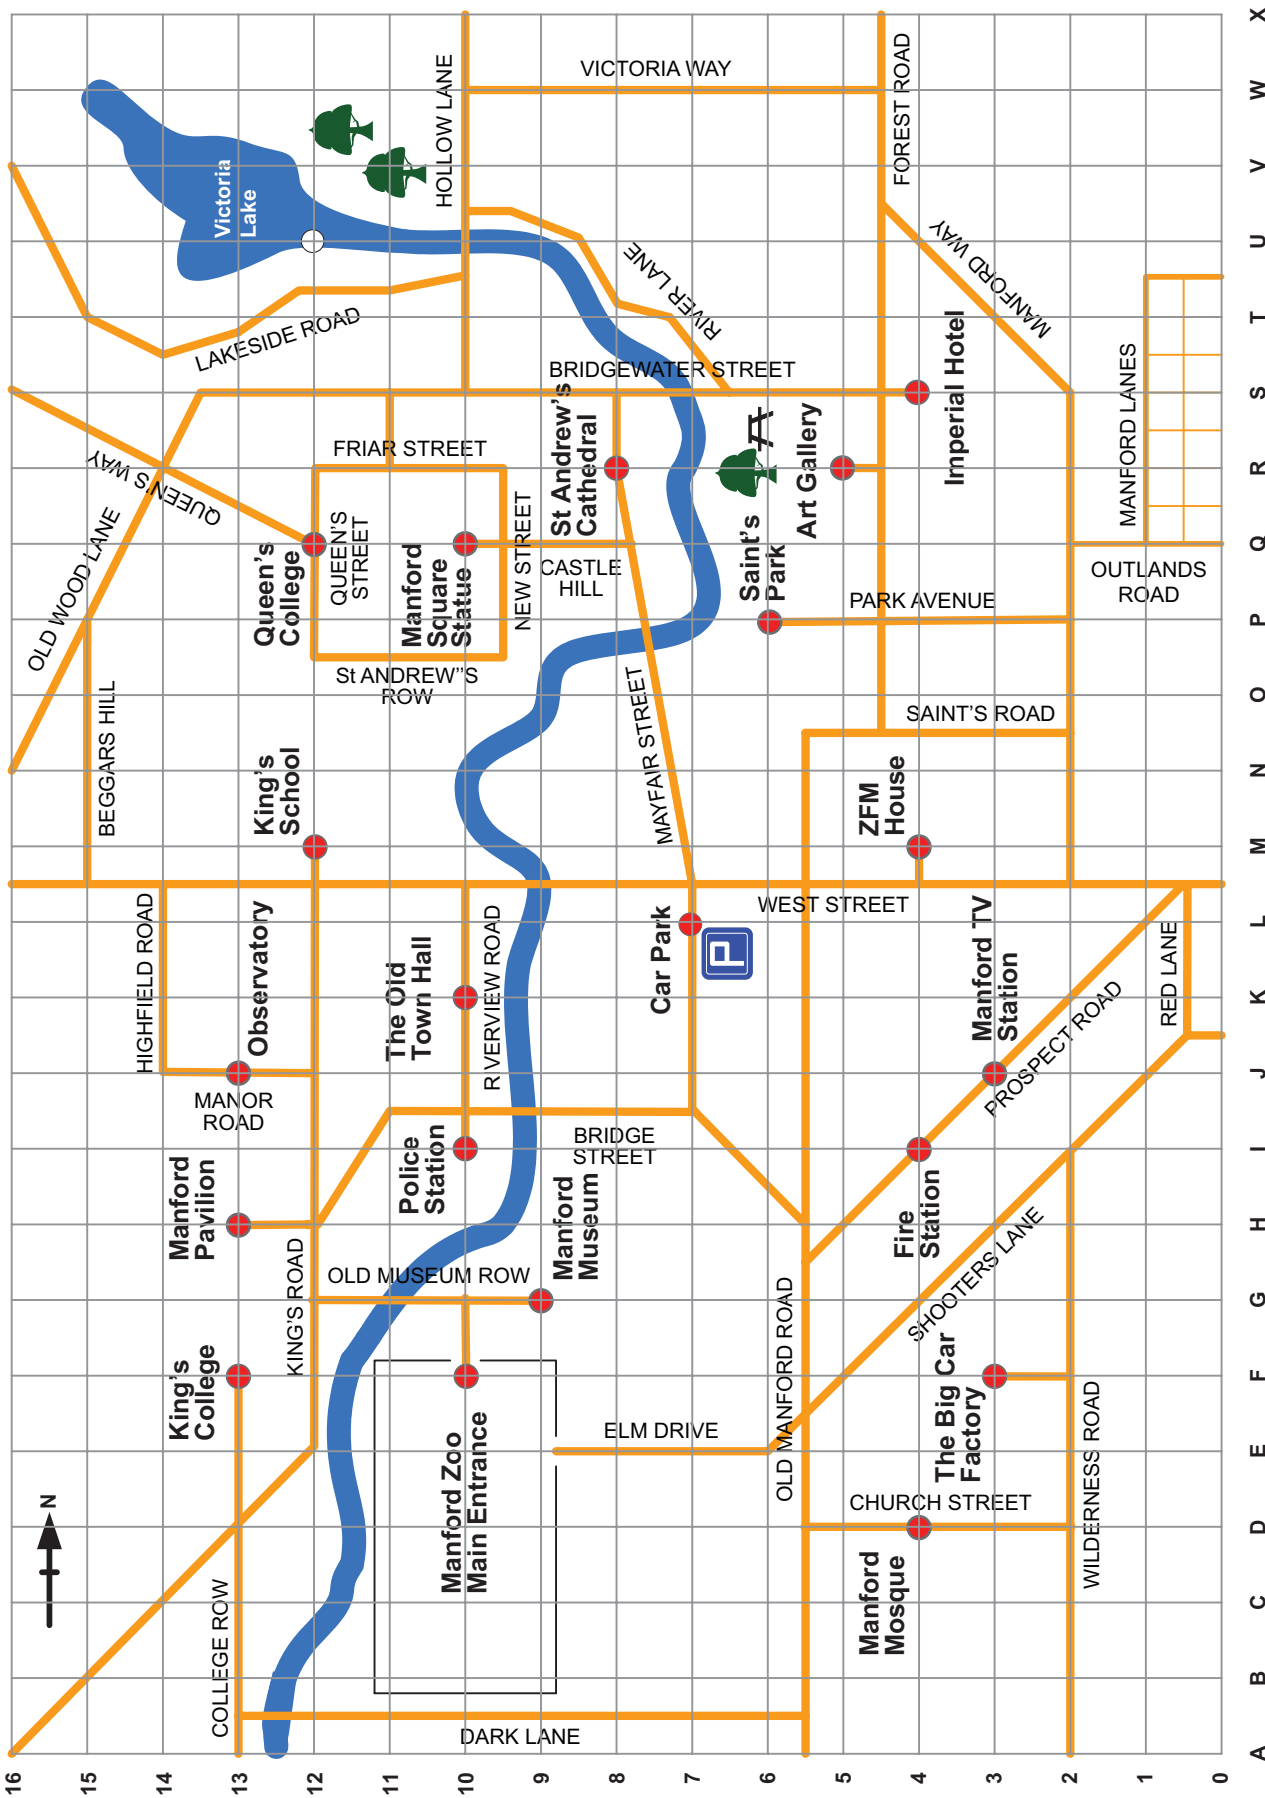 16
15
14
13
12
11
10
9
8
7
6
5
4
3
2
1
0
X
W
V
U
T
S
R
Q
P
O
N
M
L
K
J
I
H
G
F
E
D
C
B
A
N
VICTORIA WAY
HOLLOW LANE
FOREST ROAD
Victoria
Lake
RIVER LANE
MANFORD WAY
LAKESIDE ROAD
BRIDGEWATER STREET
MANFORD LANES
Imperial Hotel
QUEEN'S WAY
FRIAR STREET
St Andrew's
Cathedral
Art Gallery
OLD WOOD LANE
QUEEN'S
STREET
Queen's
College
Manford
Square
Statue
NEW STREET
CASTLE
HILL
Saint's
Park
PARK AVENUE
OUTLANDS
ROAD
St ANDREW"S
ROW
BEGGARS HILL
MAYFAIR STREET
SAINT'S ROAD
King's
School
ZFM
House
WEST STREET
HIGHFIELD ROAD
Observatory
The Old
Town Hall
RIVERVIEW ROAD
Car Park
P
Manford TV
Station
PROSPECT ROAD
RED LANE
MANOR
ROAD
Manford
Pavilion
Police
Station
BRIDGE
STREET
Manford
Museum
Fire
Station
SHOOTERS LANE
KING'S ROAD
OLD MUSEUM ROW
King's
College
Manford Zoo
Main Entrance
ELM DRIVE
OLD MANFORD ROAD
The Big Car
Factory
CHURCH STREET
WILDERNESS ROAD
Manford
Mosque
COLLEGE ROW
DARK LANE